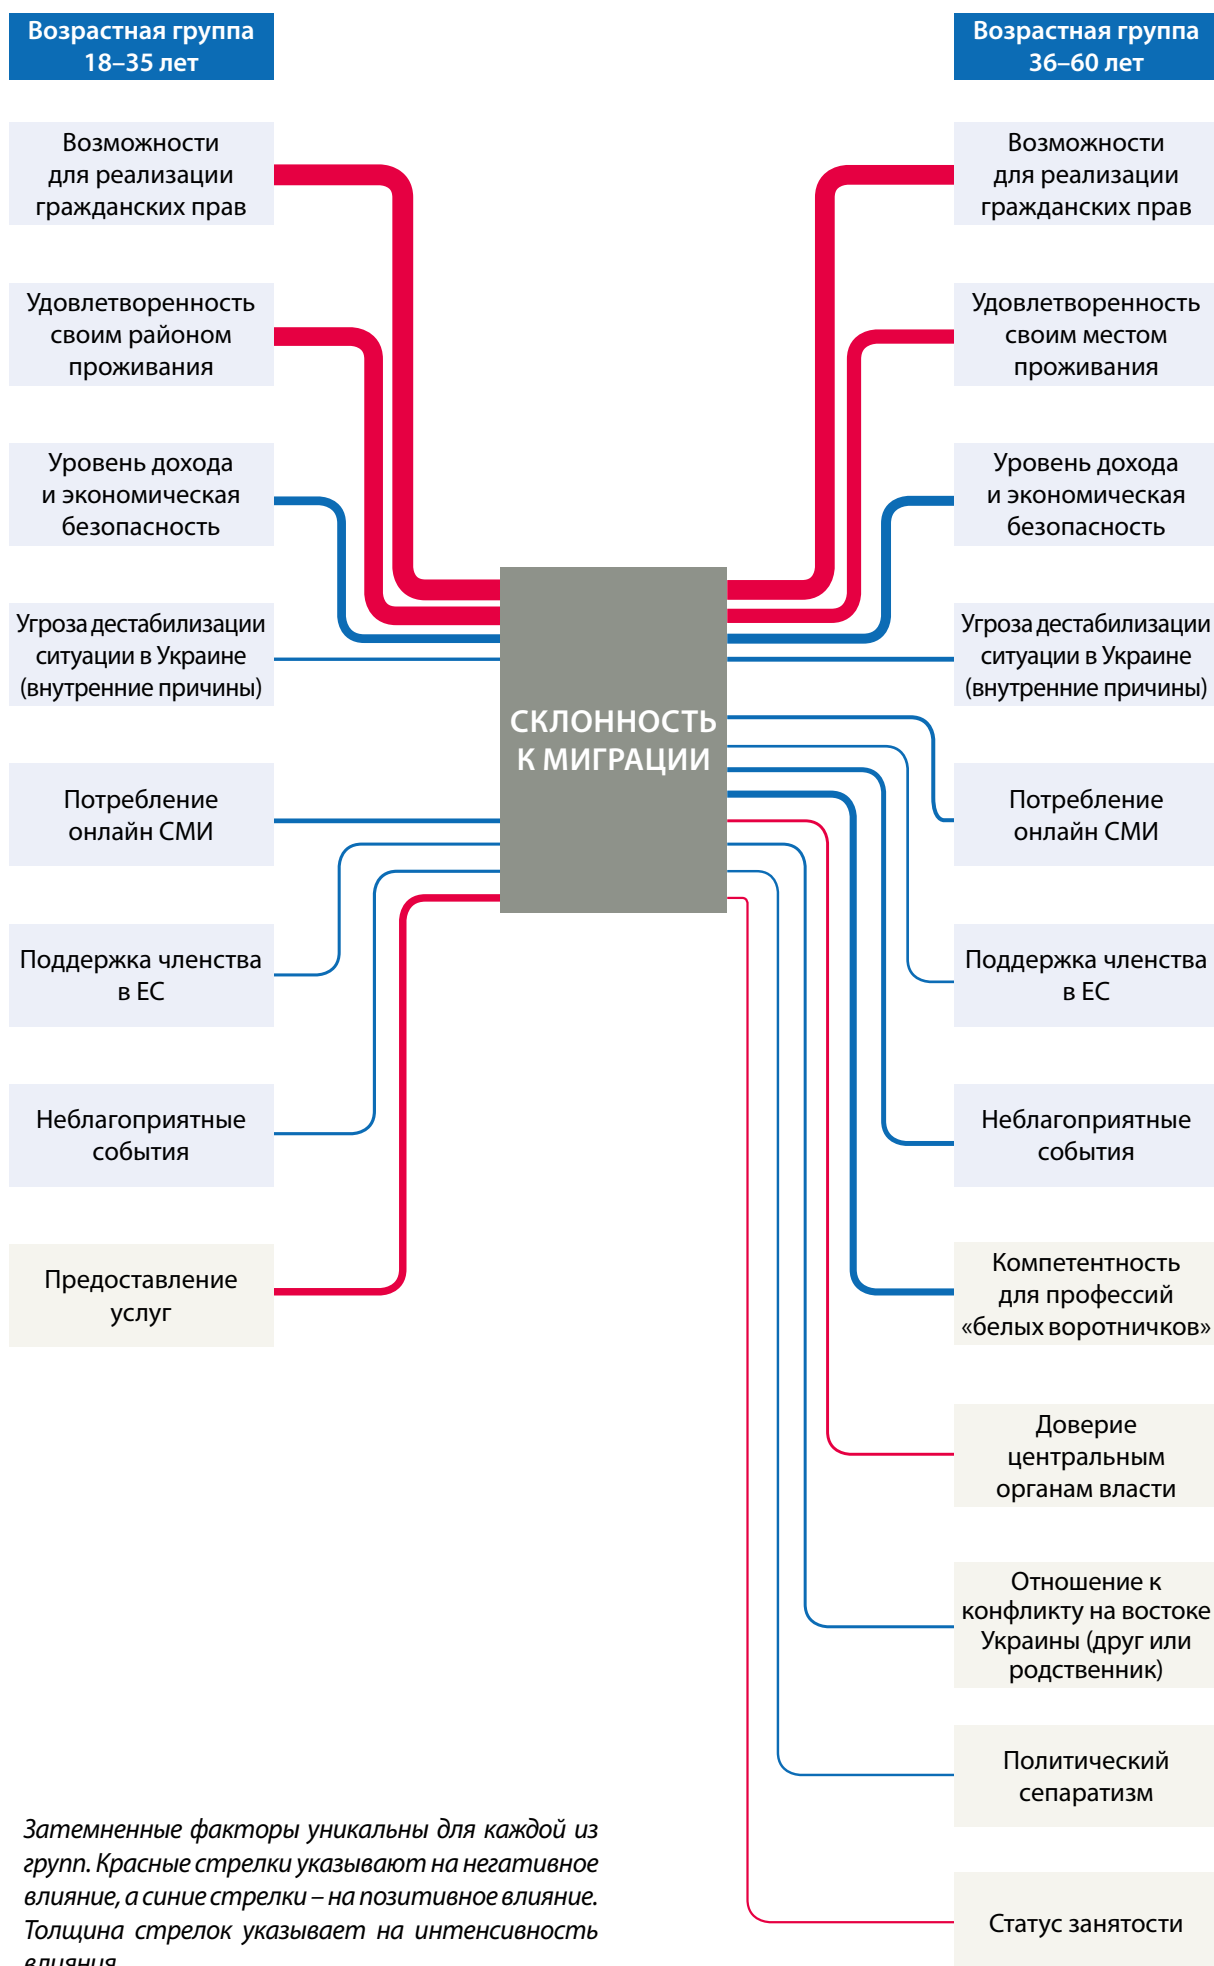 Возрастная группа
18–35 лет
Возможности
для реализации
гражданских прав
Удовлетворенность
своим районом
проживания
Уровень дохода
и экономическая
безопасность
Угроза дестабилизации
ситуации в Украине
(внутренние причины)
Потребление
онлайн СМИ
Поддержка членства
в ЕС
Неблагоприятные
события
Предоставление
услуг
СКЛОННОСТЬ
К МИГРАЦИИ
Возрастная группа
36–60 лет
Возможности
для реализации
гражданских прав
Удовлетворенность
своим местом
проживания
Уровень дохода
и экономическая
безопасность
Угроза дестабилизации
ситуации в Украине
(внутренние причины)
Потребление
онлайн СМИ
Поддержка членства
в ЕС
Неблагоприятные
события
Компетентность
для профессий
«белых воротничков»
Доверие
центральным
органам власти
Отношение к
конфликту на востоке
Украины (друг или
родственник)
Политический
сепаратизм
Статус занятости
Затемненные факторы уникальны для каждой из
групп. Красные стрелки указывают на негативное
влияние, а синие стрелки – на позитивное влияние.
Толщина стрелок указывает на интенсивность
влияния